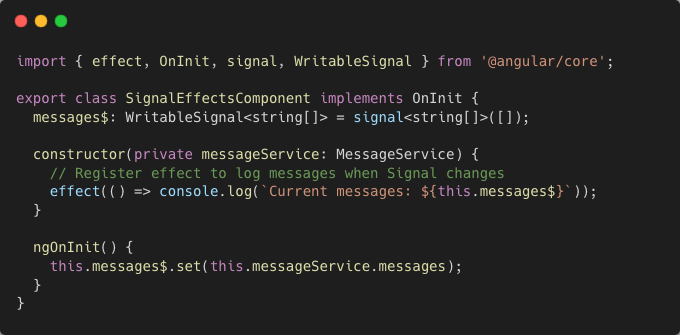 import { effect, OnInit, signal, WritableSignal } from '@angular/core';

export class SignalEffectsComponent implements OnInit {
  messages$: WritableSignal<string[]> = signal<string[]>([]);

  constructor(private messageService: MessageService) {
    // Register effect to log messages when Signal changes
    effect(() => console.log(`Current messages: ${this.messages$}`));
  }

  ngOnInit() {
    this.messages$.set(this.messageService.messages);
  }
}